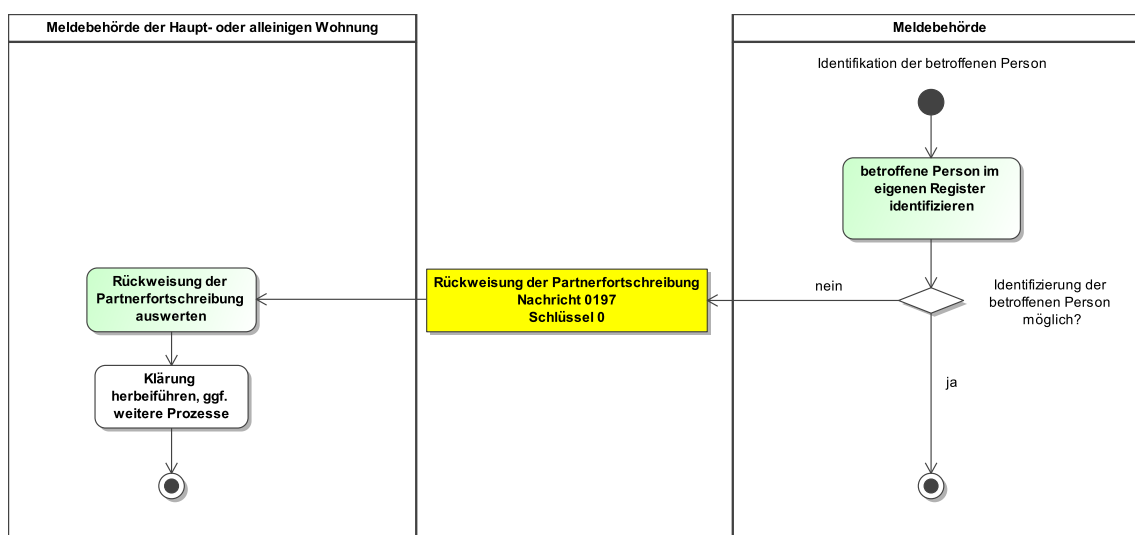 Meldebehörde der Haupt- oder alleinigen Wohnung
Meldebehörde
Identifikation der betroffenen Person
betroffene Person im
eigenen Register
identifizieren
Identifizierung der
betroffenen Person
möglich?
nein
ja
Rückweisung der Partnerfortschreibung
Nachricht 0197
Schlüssel 0
Rückweisung der
Partnerfortschreibung
auswerten
Klärung
herbeiführen, ggf.
weitere Prozesse